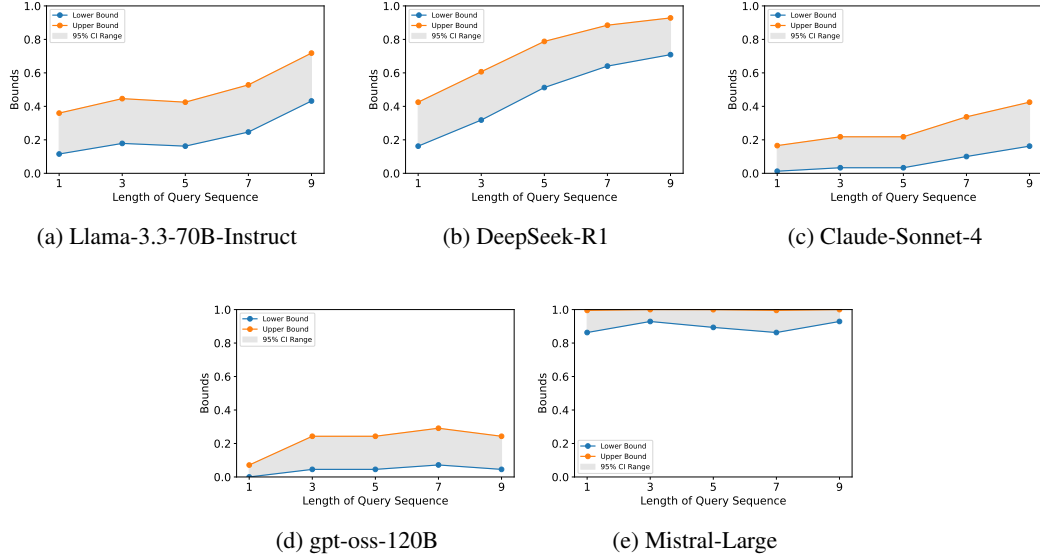 Lower Bound
Upper Bound
95% CI Range
Bounds
0.0
0.2
0.4
0.6
0.8
1.0
1 3 5 7 9
Length of Query Sequence
(a) Llama-3.3-70B-Instruct
Lower Bound
Upper Bound
95% CI Range
Bounds
0.0
0.2
0.4
0.6
0.8
1.0
1 3 5 7 9
Length of Query Sequence
(b) DeepSeek-R1
Lower Bound
Upper Bound
95% CI Range
Bounds
0.0
0.2
0.4
0.6
0.8
1.0
1 3 5 7 9
Length of Query Sequence
(c) Claude-Sonnet-4
Lower Bound
Upper Bound
95% CI Range
Bounds
0.0
0.2
0.4
0.6
0.8
1.0
1 3 5 7 9
Length of Query Sequence
(d) gpt-oss-120B
Lower Bound
Upper Bound
95% CI Range
Bounds
0.0
0.2
0.4
0.6
0.8
1.0
1 3 5 7 9
Length of Query Sequence
(e) Mistral-Large